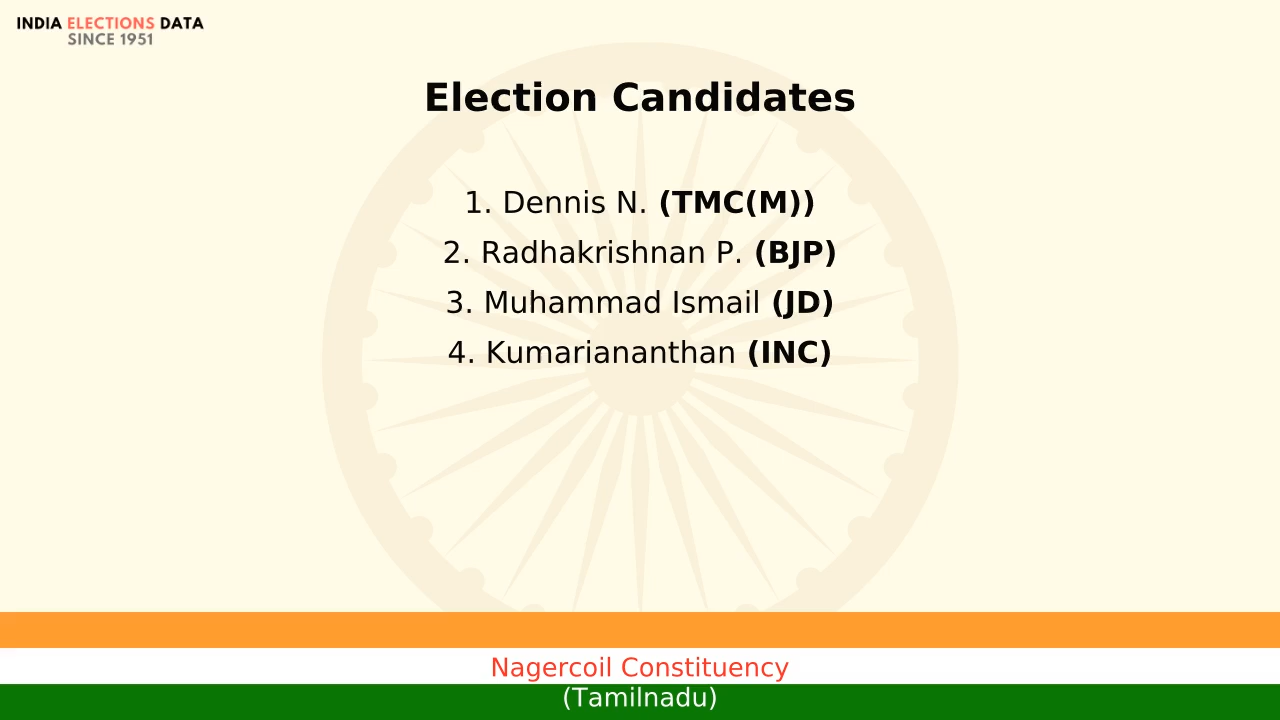 INDIA ELECTIONS DATA
SINCE 1951
Election Candidates
1. Dennis N. (TMC(M))
2. Radhakrishnan P. (BJP)
3. Muhammad Ismail (JD)
4. Kumariananthan (INC)
Nagercoil Constituency
(Tamilnadu)